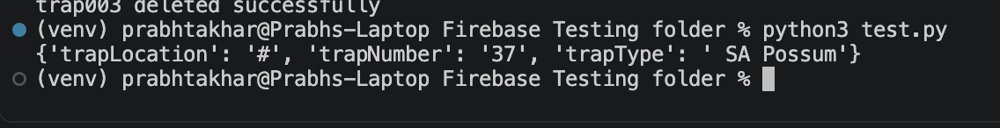 trap003 deleted successfully
(venv) prabhtakhar@Prabhs-Laptop Firebase Testing folder % python3 test.py
{'trapLocation': '#', 'trapNumber': '37', 'trapType': ' SA Possum'}
(venv) prabhtakhar@Prabhs-Laptop Firebase Testing folder %